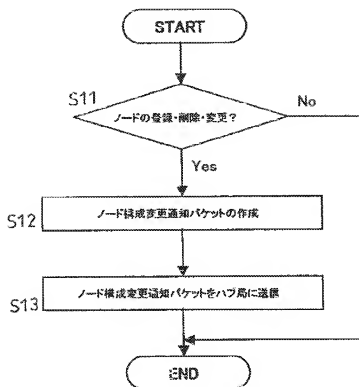 START
S11
ノードの登録・削除・変更？
No
Yes
S12
ノード構成変更通知パケットの作成
S13
ノード構成変更通知パケットをハブ局に送信
END